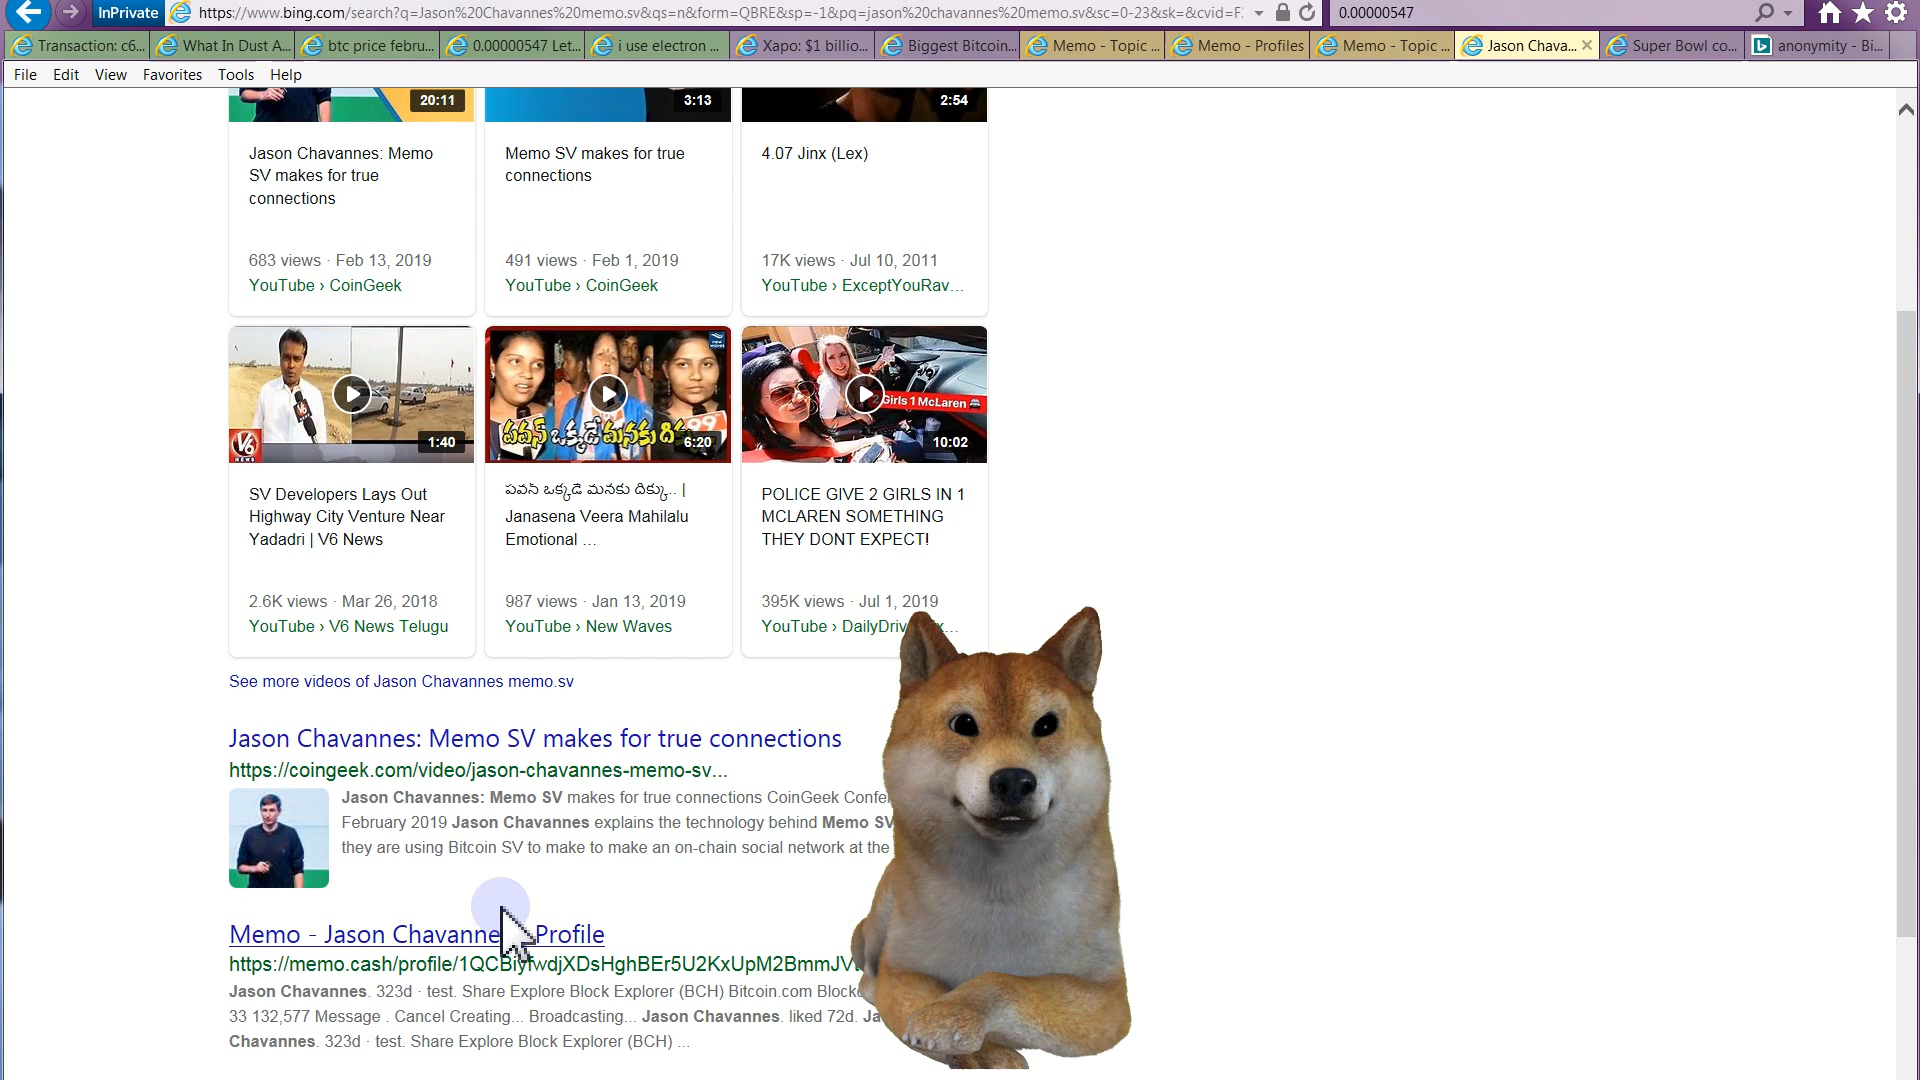 InPrivate
https://www.bing.com/search?q=Jason%20Chavannes%20memo.sv&qs=n&form=QBRE&sp=-1&pq=jason%20chavannes%20memo.sv&sc=0-23&sk=&cvid=F
0.00000547
Transaction: c6...
What In Dust A...
btc price febru...
0.00000547 Let...
i use electron ...
Xapo: $1 billio...
Biggest Bitcoin...
Memo - Topic ...
Memo - Profiles
Memo - Topic ...
Jason Chava...
Super Bowl co...
anonymity - Bi...
File Edit View Favorites Tools Help
20:11
3:13
2:54
Jason Chavannes: Memo
SV makes for true
connections
683 views · Feb 13, 2019
YouTube › CoinGeek
Memo SV makes for true
connections
491 views · Feb 1, 2019
YouTube › CoinGeek
4.07 Jinx (Lex)
17K views · Jul 10, 2011
YouTube › ExceptYouRav...
V6
NEWS
1:40
పవన్ ఒక్కడే మనకు ది
99
6:20
2 Girls 1 McLaren
10:02
SV Developers Lays Out
Highway City Venture Near
Yadadri | V6 News
2.6K views · Mar 26, 2018
YouTube › V6 News Telugu
పవన్ ఒక్కడే మనకు దిక్కు.. |
Janasena Veera Mahilalu
Emotional ...
987 views · Jan 13, 2019
YouTube › New Waves
POLICE GIVE 2 GIRLS IN 1
MCLAREN SOMETHING
THEY DONT EXPECT!
395K views · Jul 1, 2019
YouTube › DailyDriv
See more videos of Jason Chavannes memo.sv
Jason Chavannes: Memo SV makes for true connections
https://coingeek.com/video/jason-chavannes-memo-sv...
Jason Chavannes: Memo SV makes for true connections CoinGeek Confe
February 2019 Jason Chavannes explains the technology behind Memo SV
they are using Bitcoin SV to make to make an on-chain social network at the
Memo - Jason Chavanne Profile
https://memo.cash/profile/1QCBiyfwdjXDsHghBEr5U2KxUpM2BmmJV
Jason Chavannes. 323d · test. Share Explore Block Explorer (BCH) Bitcoin.com Block
33 132,577 Message . Cancel Creating... Broadcasting... Jason Chavannes. liked 72d. Ja
Chavannes. 323d · test. Share Explore Block Explorer (BCH) ...